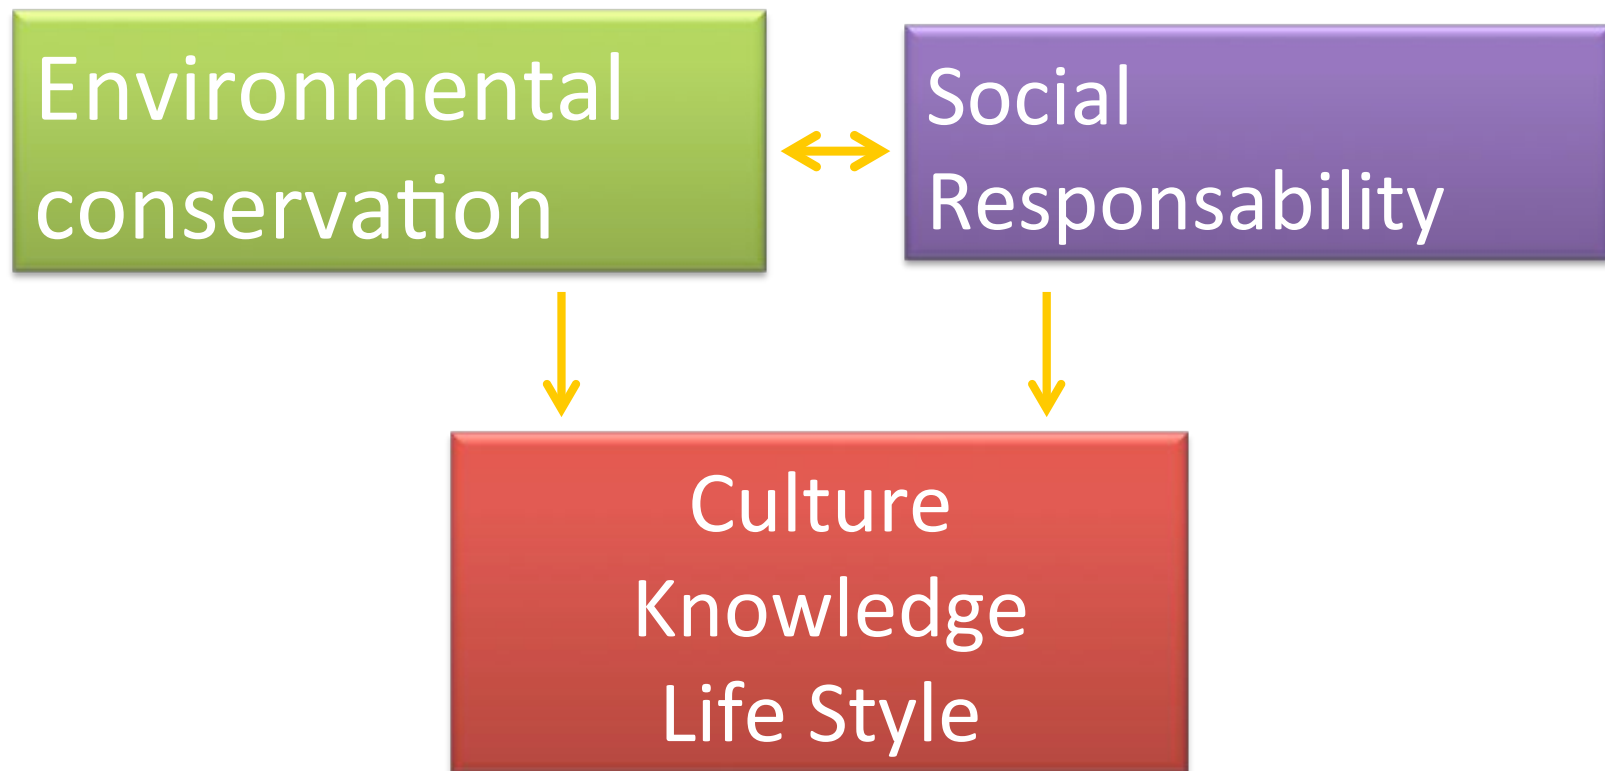 Environmental
conservation
Social
Responsability
Culture
Knowledge
Life Style